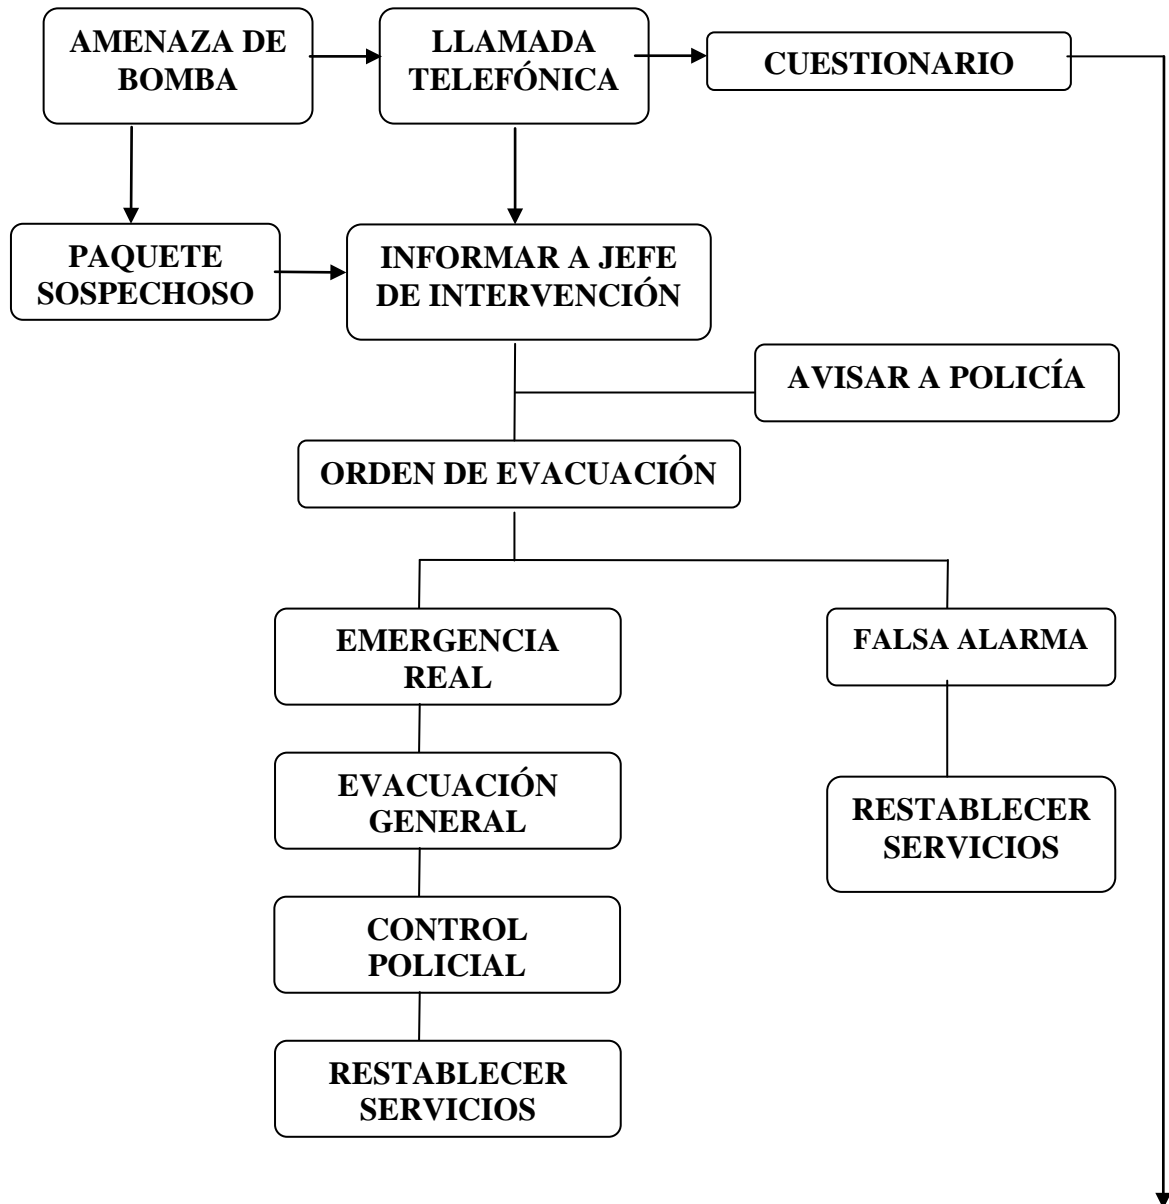 AMENAZA DE
BOMBA
LLAMADA
TELEFÓNICA
CUESTIONARIO
PAQUETE
SOSPECHOSO
INFORMAR A JEFE
DE INTERVENCIÓN
AVISAR A POLICÍA
ORDEN DE EVACUACIÓN
EMERGENCIA
REAL
FALSA ALARMA
EVACUACIÓN
GENERAL
RESTABLECER
SERVICIOS
CONTROL
POLICIAL
RESTABLECER
SERVICIOS